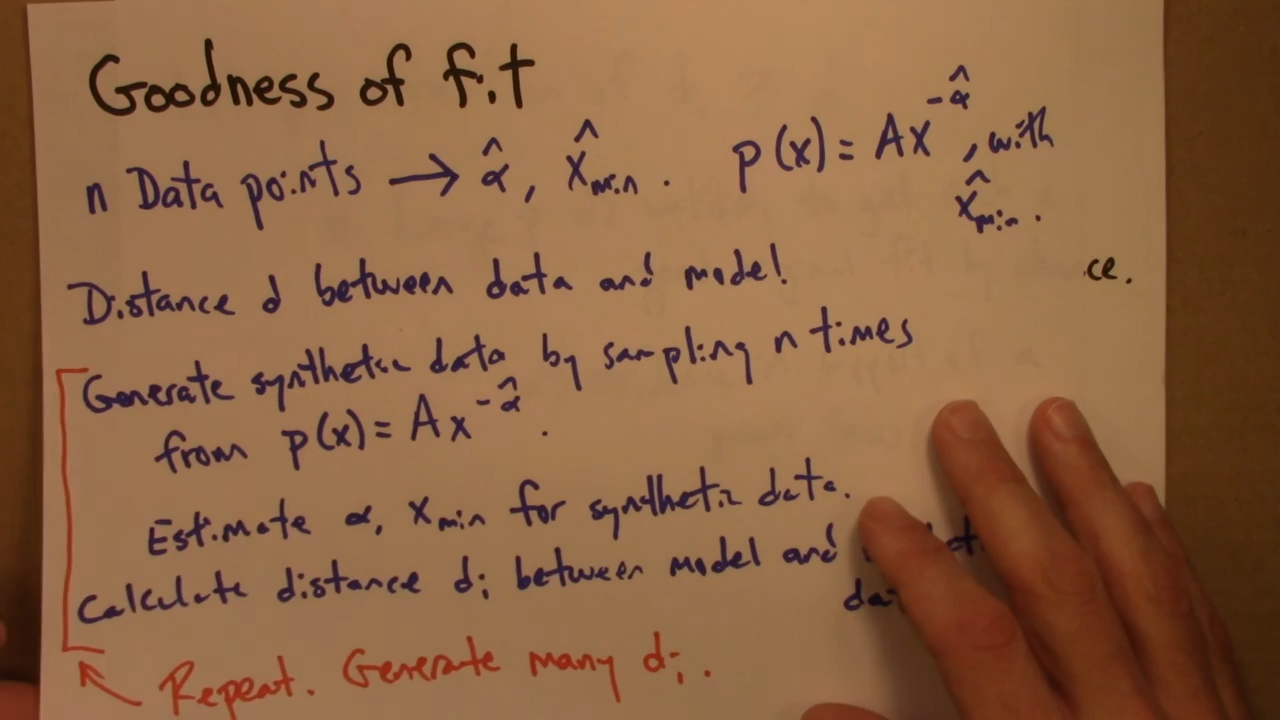 Goodness of fit
n Data points → α̂, x̂min. p(x) = Ax^-α̂, with
x̂min.
Distance d between data and model.
ce.
Generate synthetic data by sampling n times
from p(x) = Ax^-α̂.
Estimate α, xmin for synthetic data.
Calculate distance di between model and
Repeat. Generate many di.